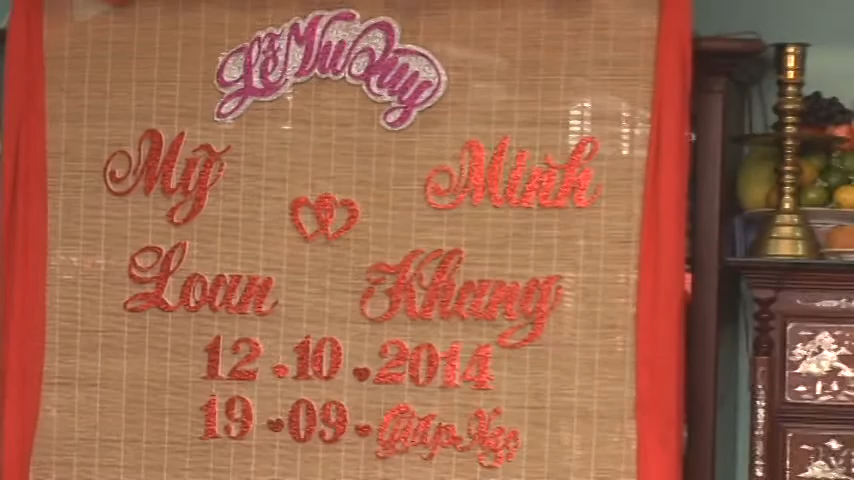 Lễ Vu Quy
Mỹ Minh
Loan Khang
12.10.2014
19.09.Giáp Ngọ